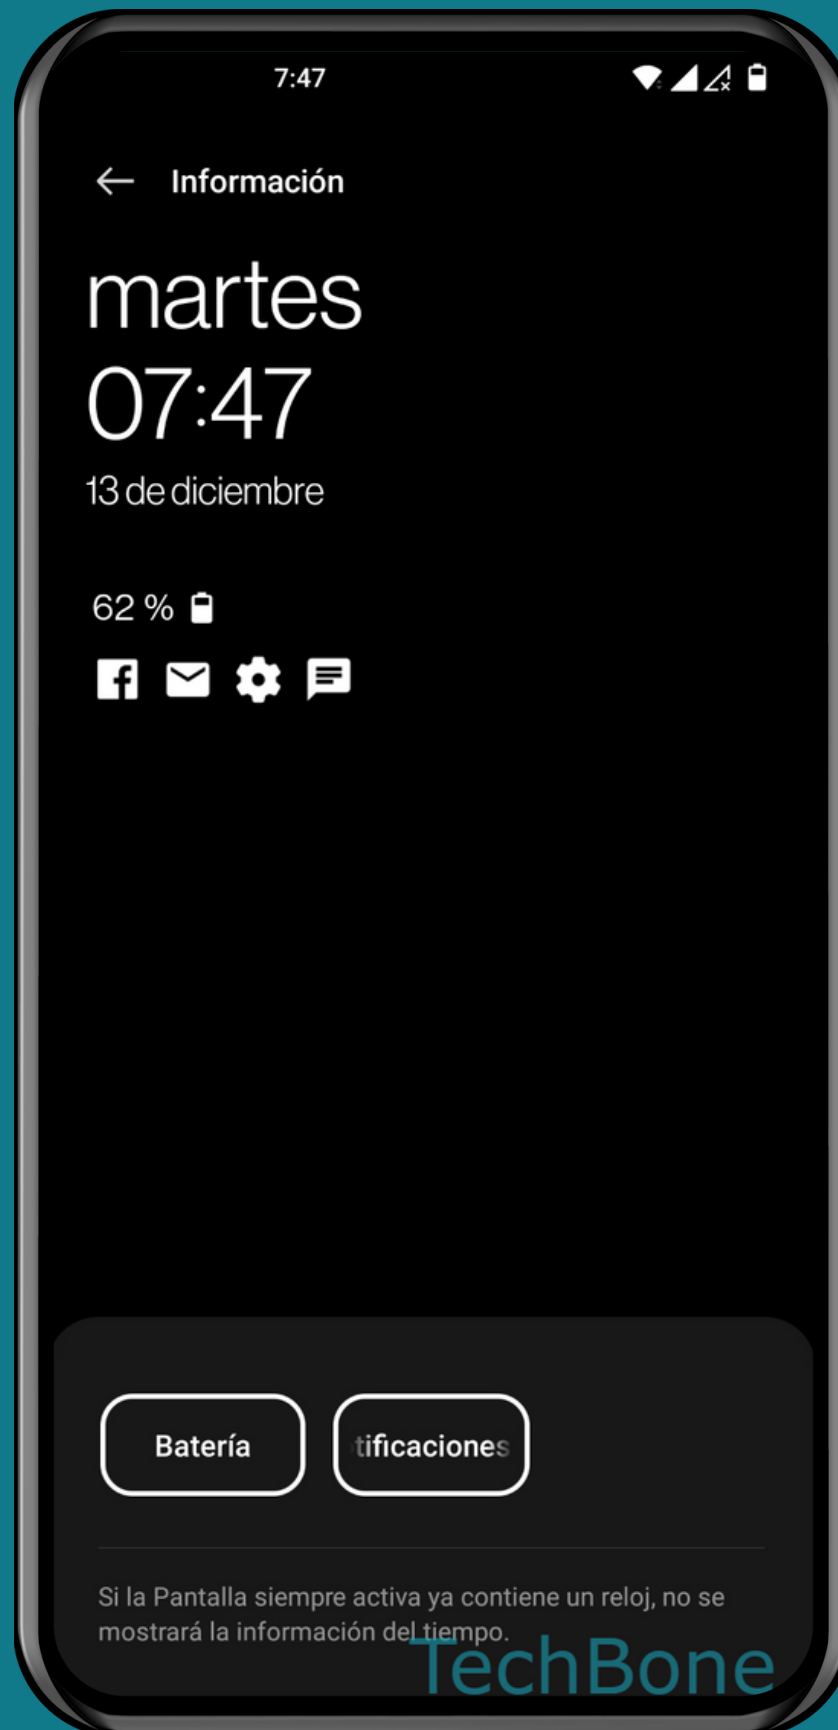 7:47
Información
martes
07:47
13 de diciembre
62 %
Batería
tificaciones
Si la Pantalla siempre activa ya contiene un reloj, no se
mostrará la información del tiempo.
TechBone